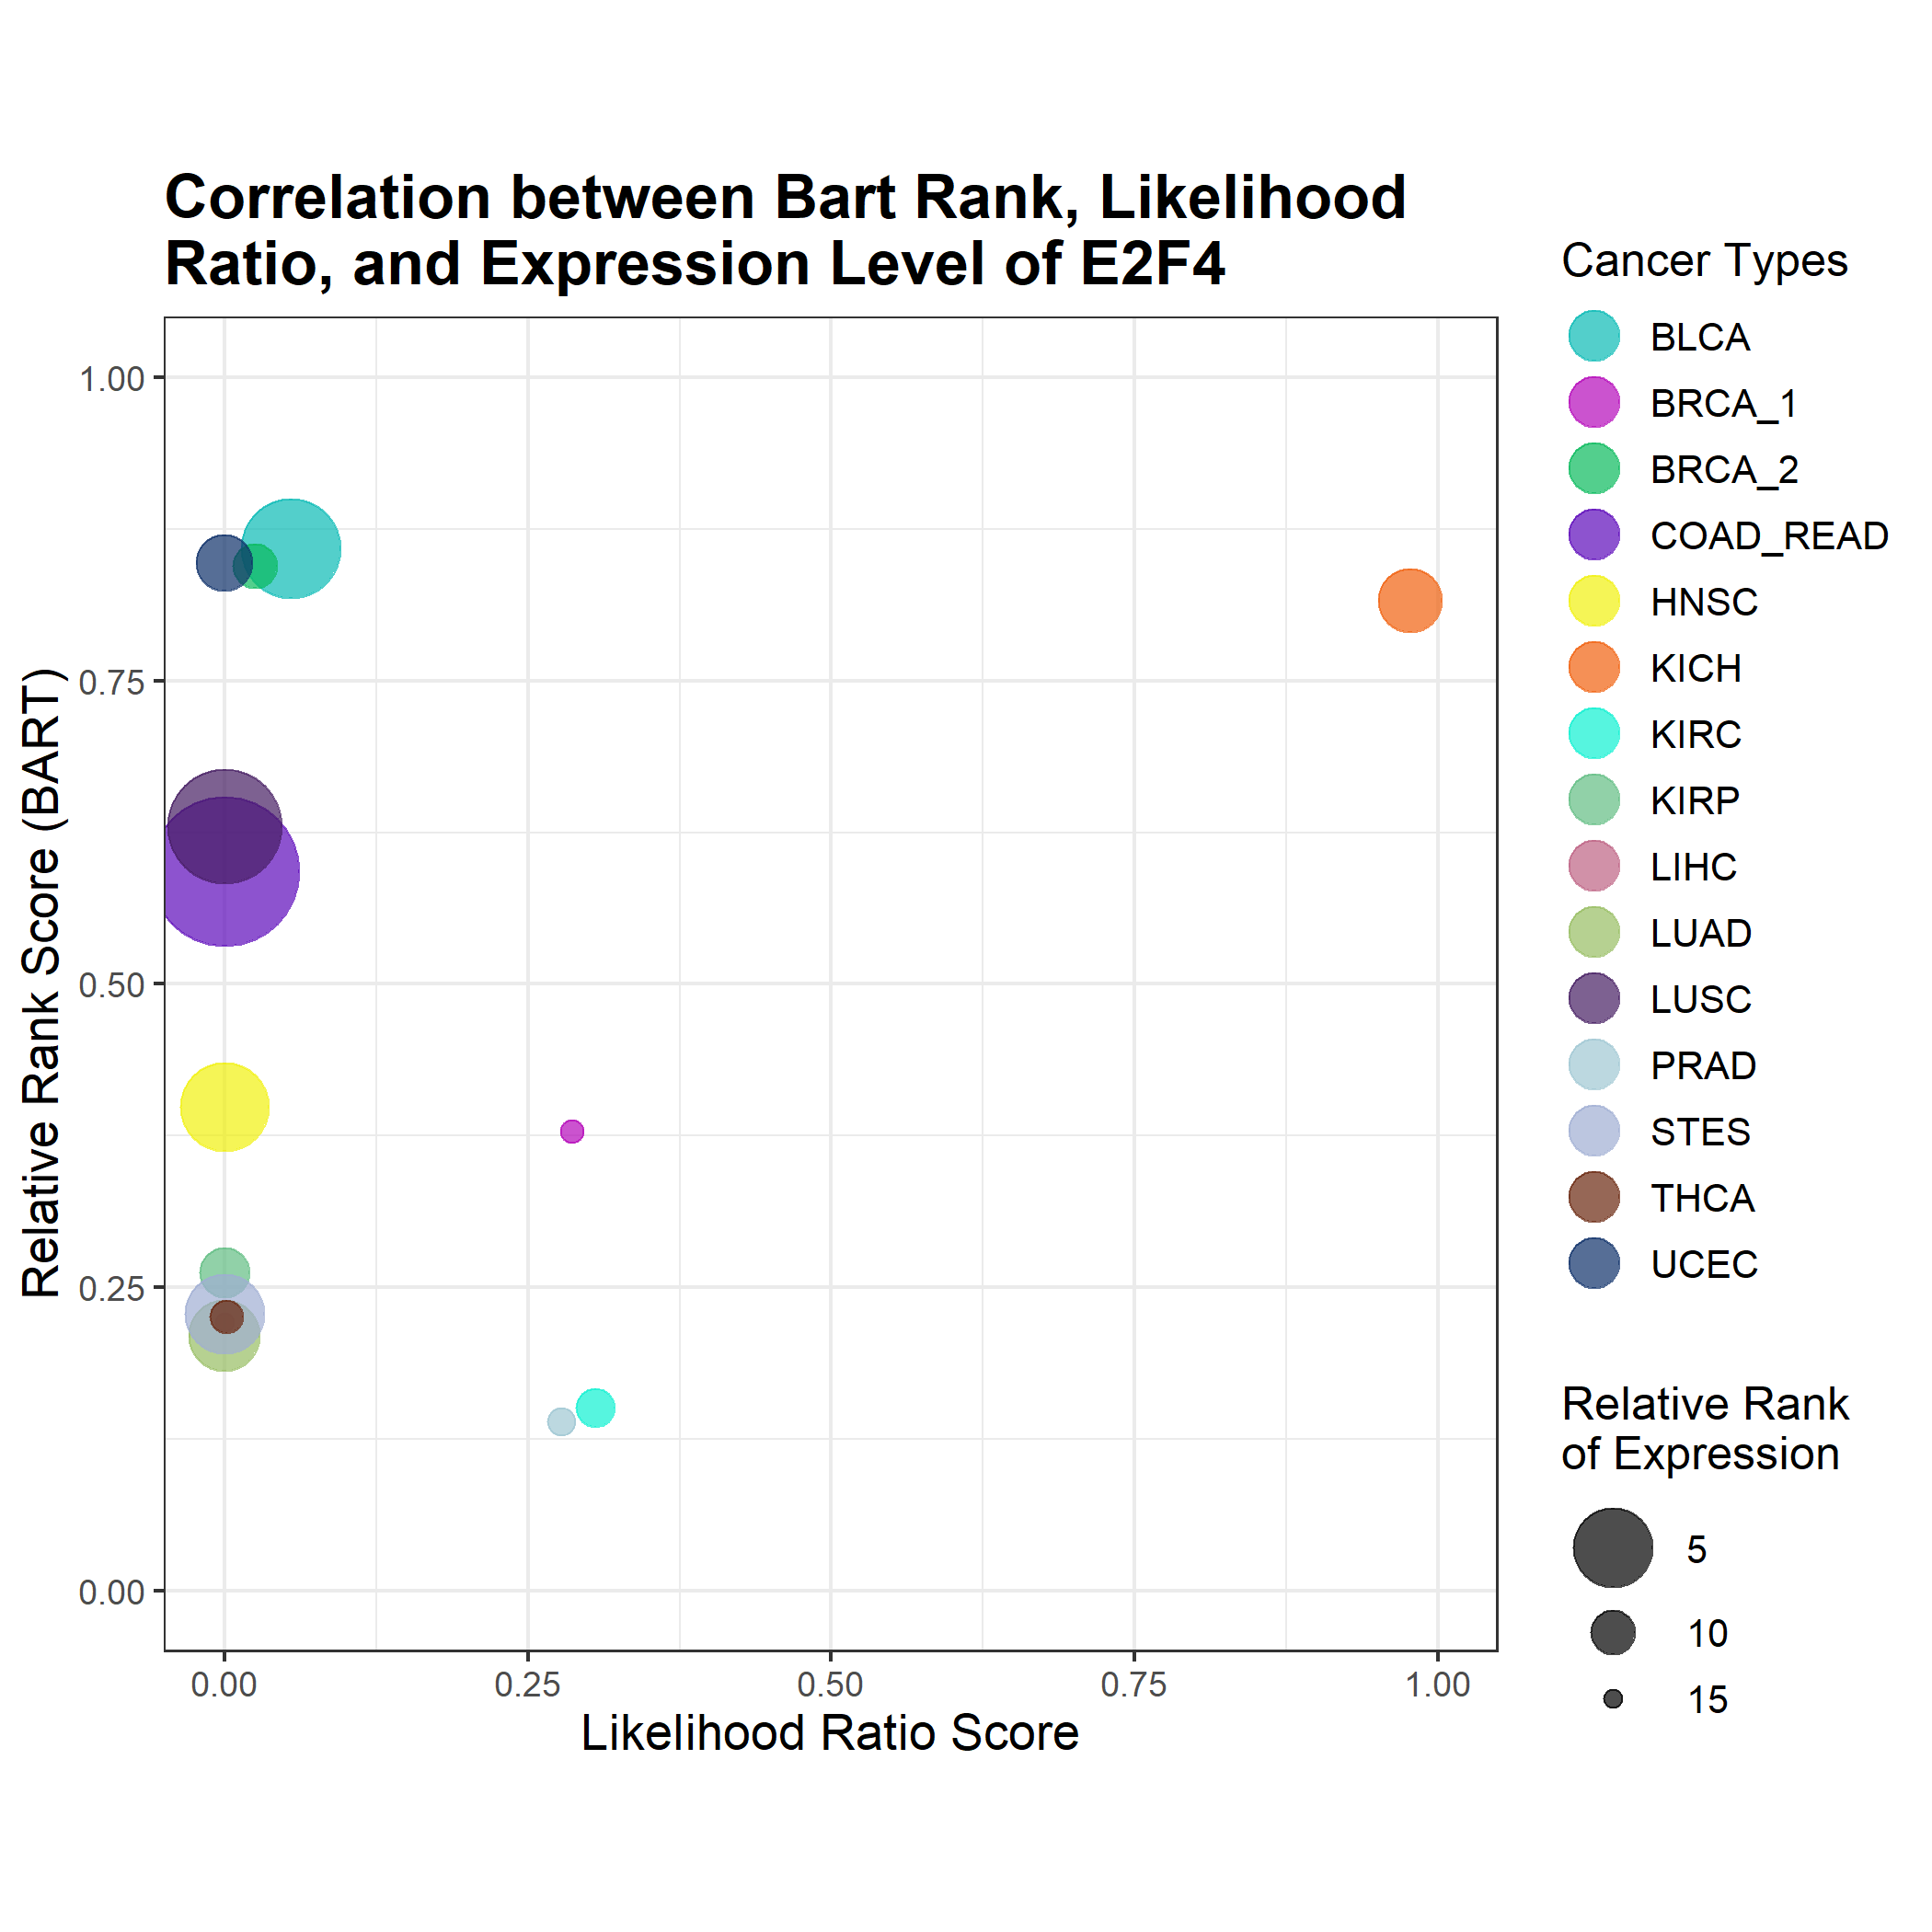 Correlation between Bart Rank, Likelihood
Ratio, and Expression Level of E2F4
Relative Rank Score (BART)
1.00
0.75
0.50
0.25
0.00
0.00
0.25
0.50
0.75
1.00
Likelihood Ratio Score
Cancer Types
BLCA
BRCA_1
BRCA_2
COAD_READ
HNSC
KICH
KIRC
KIRP
LIHC
LUAD
LUSC
PRAD
STES
THCA
UCEC
Relative Rank
of Expression
5
10
15